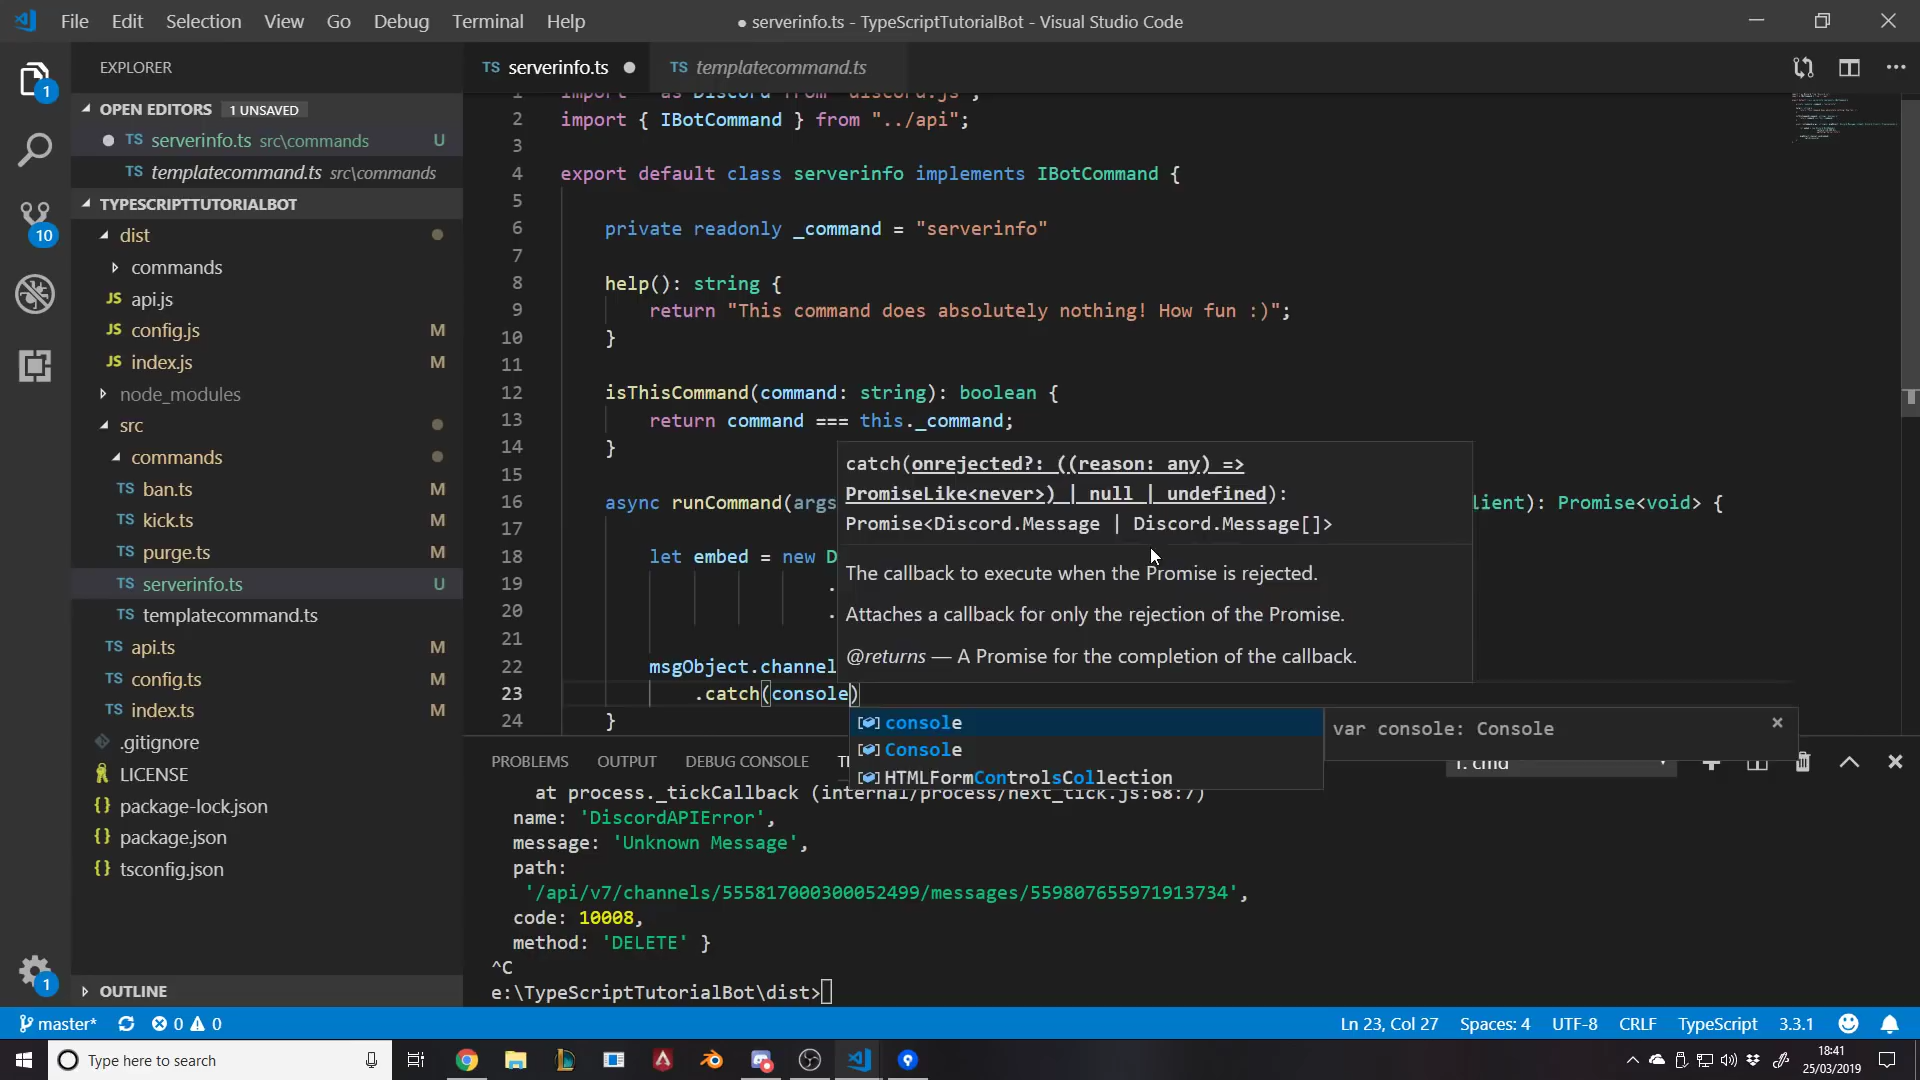 File Edit Selection View Go Debug Terminal Help
● serverinfo.ts - TypeScriptTutorialBot - Visual Studio Code
EXPLORER
OPEN EDITORS 1 UNSAVED
TS serverinfo.ts src\commands U
TS templatecommand.ts src\commands
TYPESCRIPTTUTORIALBOT
dist
commands
JS api.js
JS config.js M
JS index.js M
node_modules
src
commands
TS ban.ts M
TS kick.ts M
TS purge.ts M
TS serverinfo.ts U
TS templatecommand.ts
TS api.ts M
TS config.ts M
TS index.ts M
.gitignore
LICENSE
{} package-lock.json
{} package.json
{} tsconfig.json
OUTLINE
1
10
1
TS serverinfo.ts
TS templatecommand.ts
1 import * as Discord from "discord.js";
2 import { IBotCommand } from "../api";
3
4 export default class serverinfo implements IBotCommand {
5
6 private readonly _command = "serverinfo"
7
8 help(): string {
9 return "This command does absolutely nothing! How fun :)";
10 }
11
12 isThisCommand(command: string): boolean {
13 return command === this._command;
14 }
15
16 async runCommand(args lient): Promise<void> {
17
18 let embed = new D
19 .
20 .
21
22 msgObject.channel
23 .catch(console)
24 }
catch(onrejected?: ((reason: any) =>
PromiseLike<never>) | null | undefined):
Promise<Discord.Message | Discord.Message[]>
The callback to execute when the Promise is rejected.
Attaches a callback for only the rejection of the Promise.
@returns — A Promise for the completion of the callback.
console
Console
HTMLFormControlsCollection
var console: Console
PROBLEMS OUTPUT DEBUG CONSOLE
1: cmd
at process._tickCallback (internal/process/next_tick.js:68:7)
name: 'DiscordAPIError',
message: 'Unknown Message',
path:
'/api/v7/channels/555817000300052499/messages/559807655971913734',
code: 10008,
method: 'DELETE' }
^C
e:\TypeScriptTutorialBot\dist>
master* 0 0
Ln 23, Col 27 Spaces: 4 UTF-8 CRLF TypeScript 3.3.1
Type here to search
18:41
25/03/2019